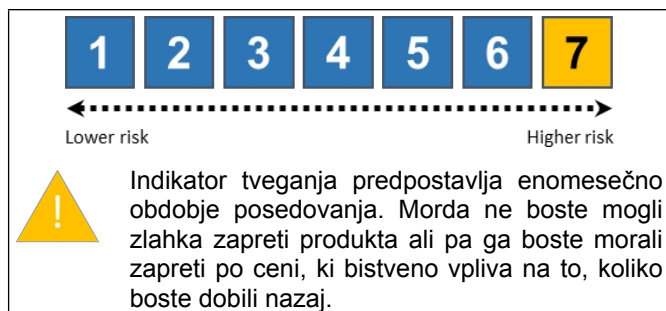 1 2 3 4 5 6 7
Lower risk Higher risk
!
Indikator tveganja predpostavlja enomesečno
obdobje posedovanja. Morda ne boste mogli
zlahka zapreti produkta ali pa ga boste morali
zapreti po ceni, ki bistveno vpliva na to, koliko
boste dobili nazaj.